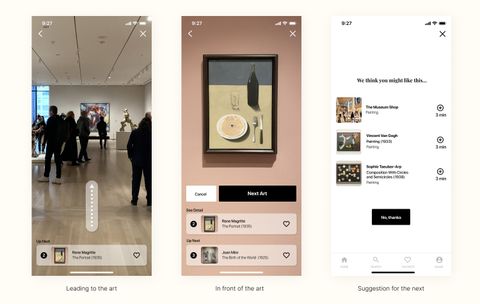 9:27
Up Next
2
Rene Magritte
The Portrait (1935)
Leading to the art
9:27
Cancel
Next Art
See Detail
2
Rene Magritte
The Portrait (1935)
Up Next
3
Joan Miro
The Birth of the World (1925)
In front of the art
9:27
We think you might like this...
The Museum Shop
Painting
3 min
Vincent Van Gogh
Painting (1933)
Painting
3 min
Sophie Taeuber-Arp
Composition With Circles
and Semicircles (1938)
Painting
3 min
No, thanks
Suggestion for the next